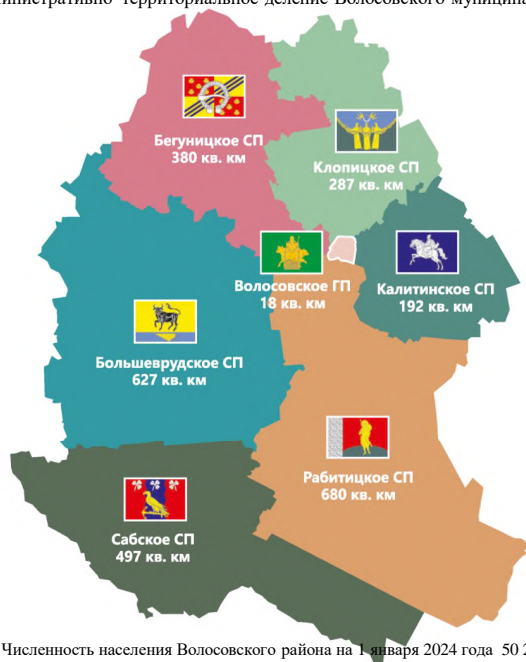 территориальное деление Волосовского
Бегуницкое СП
380 кв. км
Клопицкое СП
287 кв. км
Волосовское ГП
18 кв. км
Калитинское СП
192 кв. км
Большеврудское СП
627 кв. км
Рабитицкое СП
680 кв. км
Сабское СП
497 кв. км
Численность населения Волосовского района на 1 января 2024 года 50